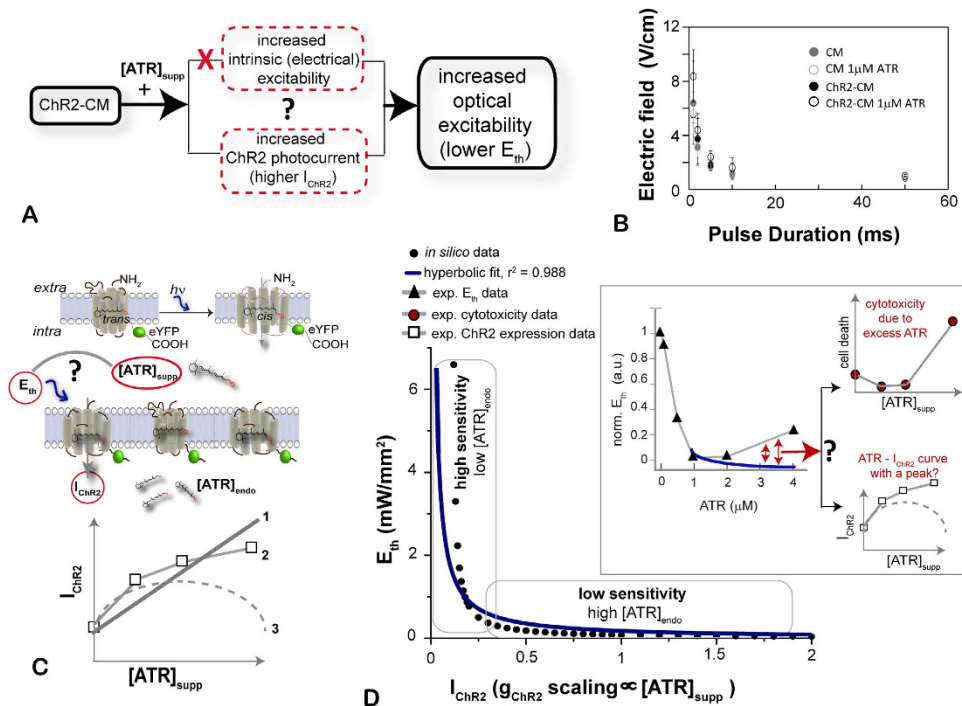 ChR2-CM
[ATR]supp
+
X
increased
intrinsic (electrical)
excitability
?
increased
ChR2 photocurrent
(higher IChR2)
increased
optical
excitability
(lower Eth)
A
Electric field (V/cm)
12
8
4
0
0 20 40 60
Pulse Duration (ms)
CM
CM 1μM ATR
ChR2-CM
ChR2-CM 1μM ATR
B
extra
intra
NH2
trans
eYFP
COOH
hν
NH2
cis
eYFP
COOH
?
Eth
[ATR]supp
IChR2
[ATR]endo
IChR2
1
2
3
[ATR]supp
C
in silico data
hyperbolic fit, r2 = 0.988
exp. Eth data
exp. cytotoxicity data
exp. ChR2 expression data
Eth (mW/mm2)
6
4
2
0
0 0.5 1 1.5 2
IChR2 (gChR2 scaling∝ [ATR]supp )
high sensitivity
low [ATR]endo
low sensitivity
high [ATR]endo
norm. Eth (a.u.)
1
0.8
0.6
0.4
0.2
0
0 1 2 3 4
ATR (μM)
?
cell death
cytotoxicity
due to
excess ATR
[ATR]supp
ATR - IChR2 curve
with a peak?
IChR2
[ATR]supp
D